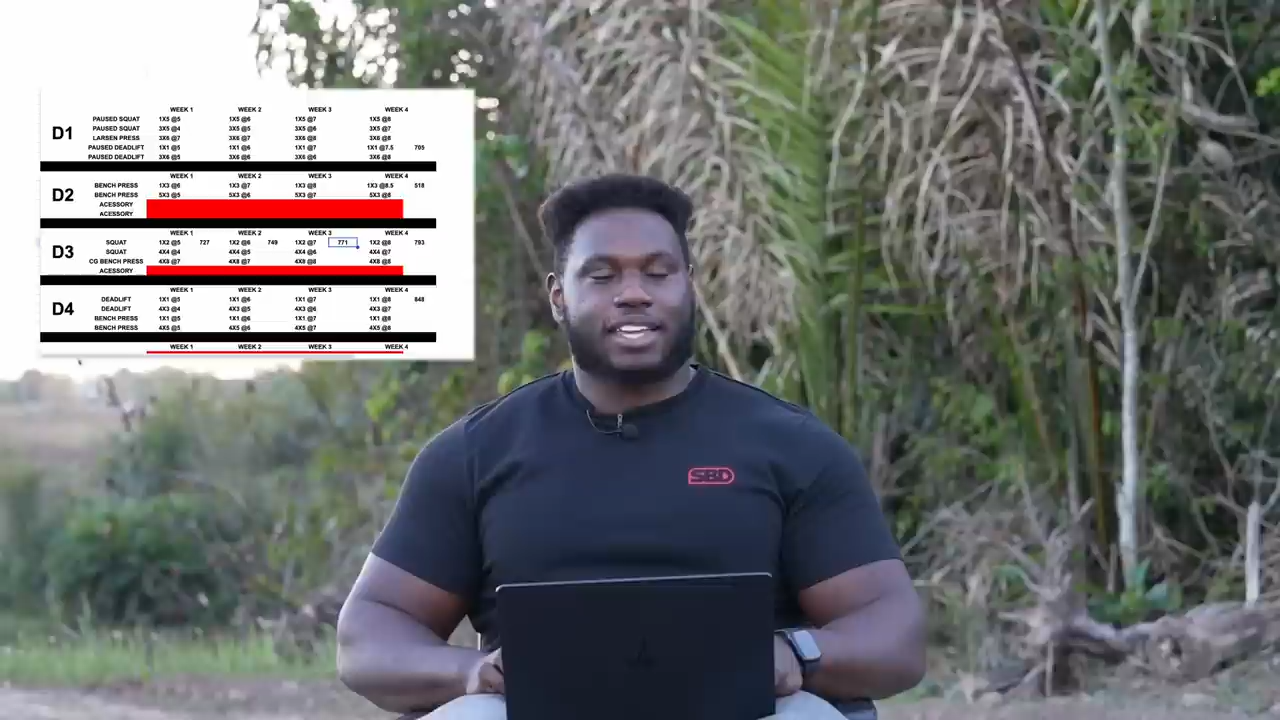 WEEK 1 WEEK 2 WEEK 3 WEEK 4
D1
PAUSED SQUAT 1X5 @5 1X5 @6 1X5 @7 1X5 @8
PAUSED SQUAT 3X5 @4 3X5 @5 3X5 @6 3X5 @7
LARSEN PRESS 3X6 @7 3X6 @7 3X6 @8 3X6 @8
PAUSED DEADLIFT 1X1 @5 1X1 @6 1X1 @7 1X1 @7.5 705
PAUSED DEADLIFT 3X6 @5 3X6 @6 3X6 @6 3X6 @8
WEEK 1 WEEK 2 WEEK 3 WEEK 4
D2
BENCH PRESS 1X3 @6 1X3 @7 1X3 @8 1X3 @8.5 518
BENCH PRESS 5X3 @5 5X3 @6 5X3 @7 5X3 @8
ACESSORY
ACESSORY
WEEK 1 WEEK 2 WEEK 3 WEEK 4
D3
SQUAT 1X2 @5 727 1X2 @6 749 1X2 @7 771 1X2 @8 793
SQUAT 4X4 @4 4X4 @5 4X4 @6 4X4 @7
CG BENCH PRESS 4X8 @7 4X8 @7 4X8 @8 4X8 @8
ACESSORY
WEEK 1 WEEK 2 WEEK 3 WEEK 4
D4
DEADLIFT 1X1 @5 1X1 @6 1X1 @7 1X1 @8 848
DEADLIFT 4X3 @4 4X3 @5 4X3 @6 4X3 @7
BENCH PRESS 1X1 @5 1X1 @6 1X1 @7 1X1 @8
BENCH PRESS 4X5 @5 4X5 @6 4X5 @7 4X5 @8
WEEK 1 WEEK 2 WEEK 3 WEEK 4
SBD